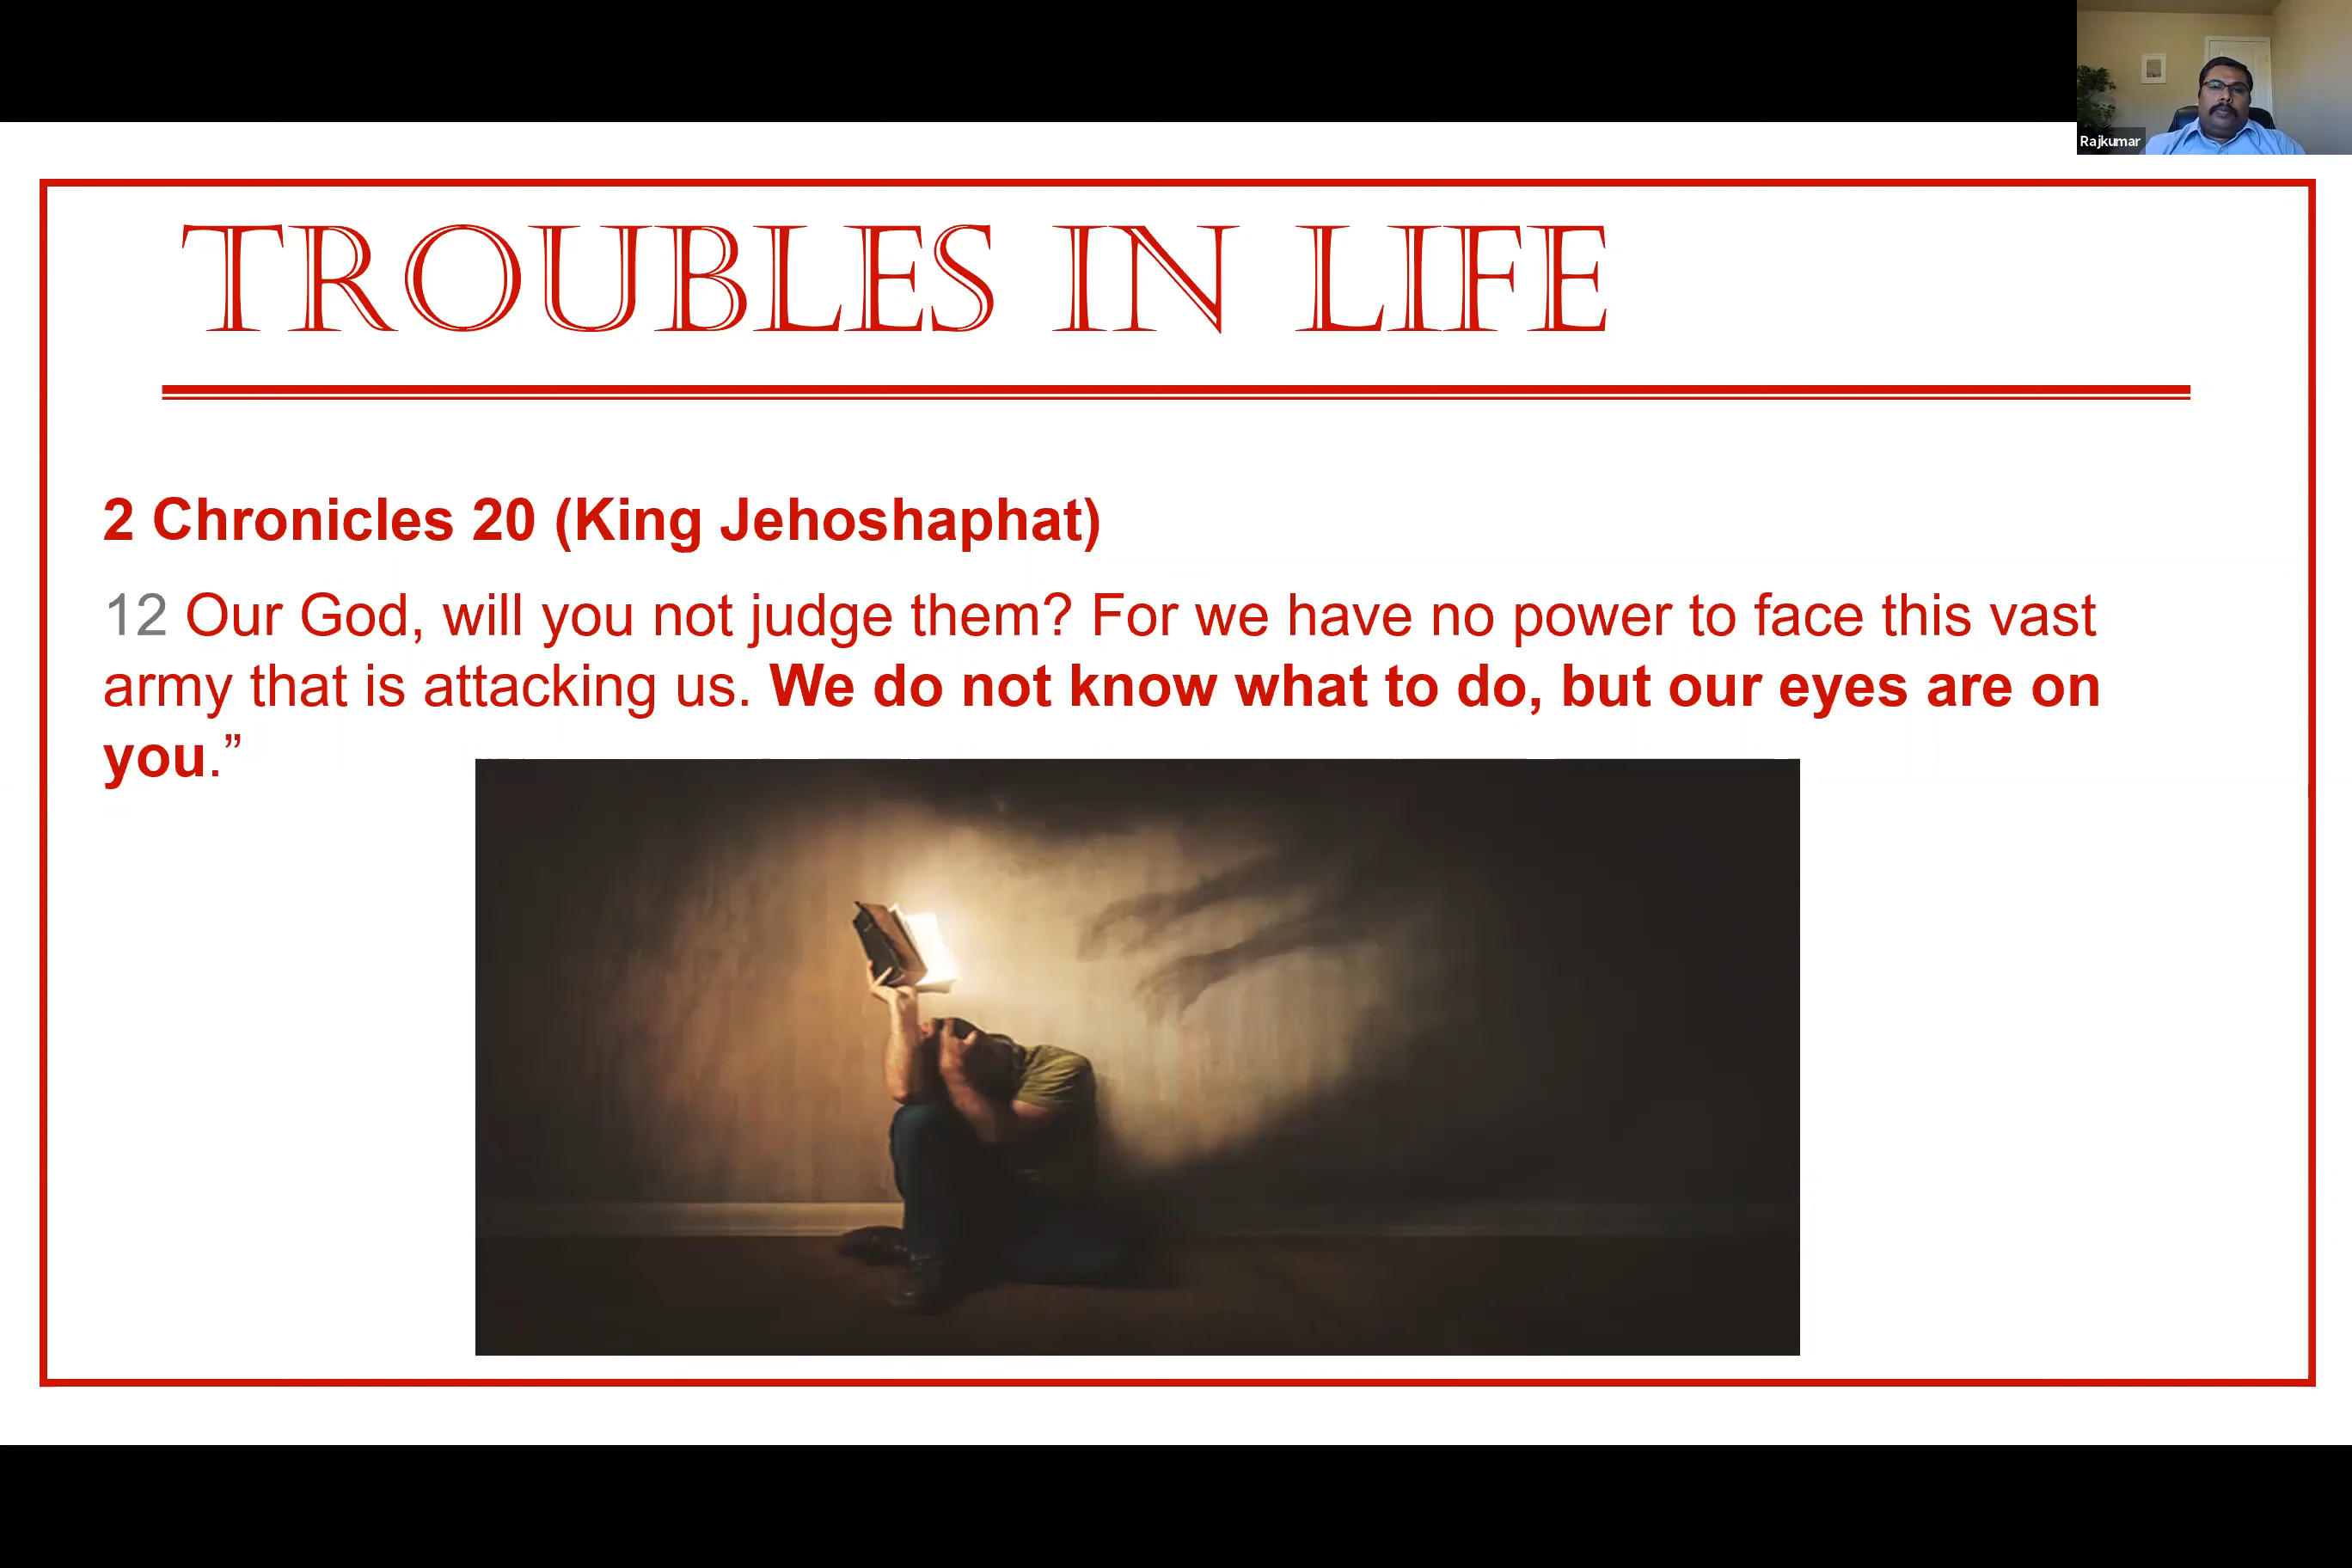 Rajkumar
TROUBLES IN LIFE
2 Chronicles 20 (King Jehoshaphat)
12 Our God, will you not judge them? For we have no power to face this vast
army that is attacking us. We do not know what to do, but our eyes are on
you.”